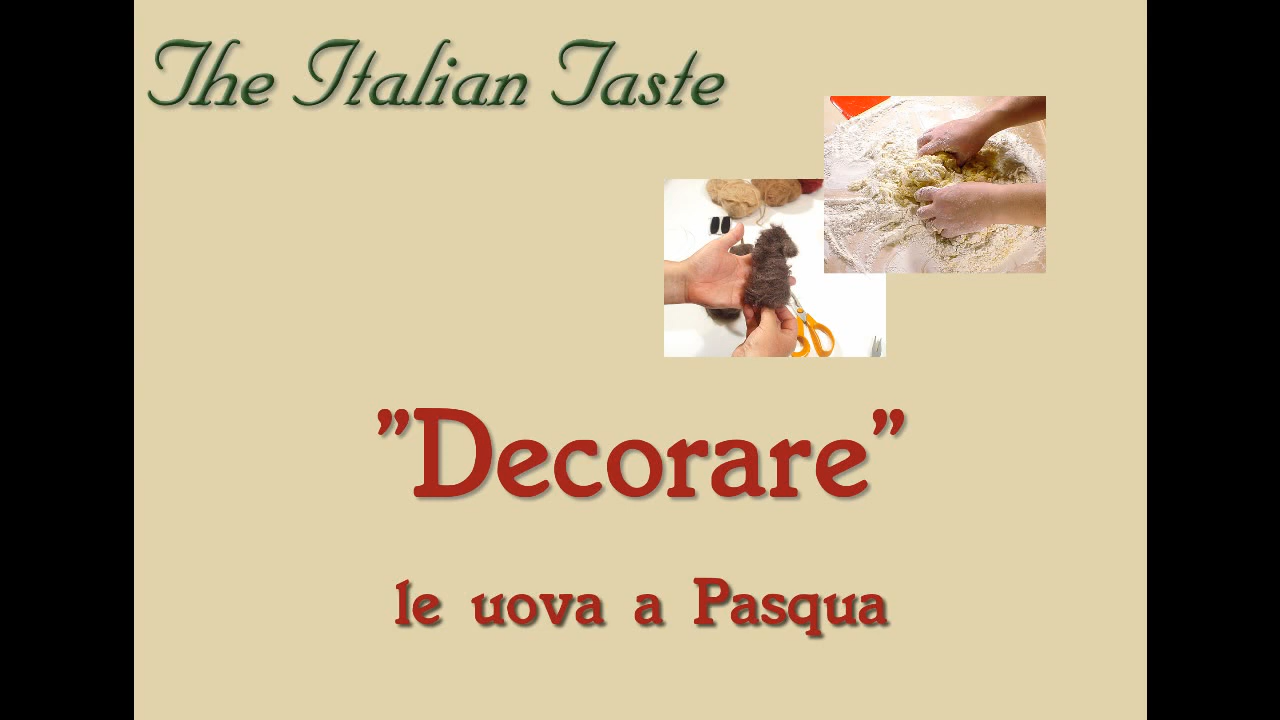 The Italian Taste
”Decorare”
le uova a Pasqua